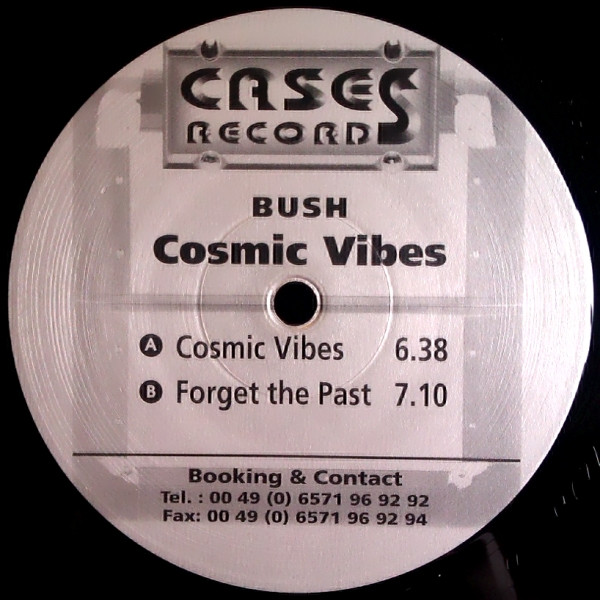 CASES
RECORDS
BUSH
Cosmic Vibes
A Cosmic Vibes 6.38
B Forget the Past 7.10
Booking & Contact
Tel. : 00 49 (0) 6571 96 92 92
Fax: 00 49 (0) 6571 96 92 94